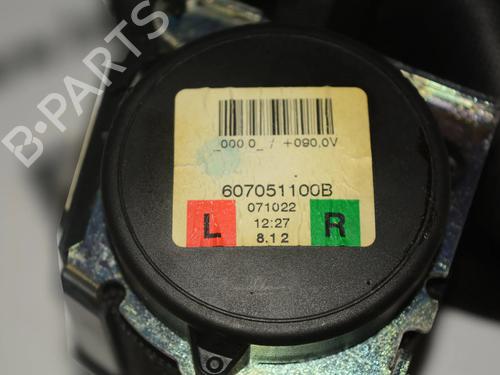 B-PARTS
_000 0_ / +090,0V
607051100B
071022
L 12:27 R
8.1 2